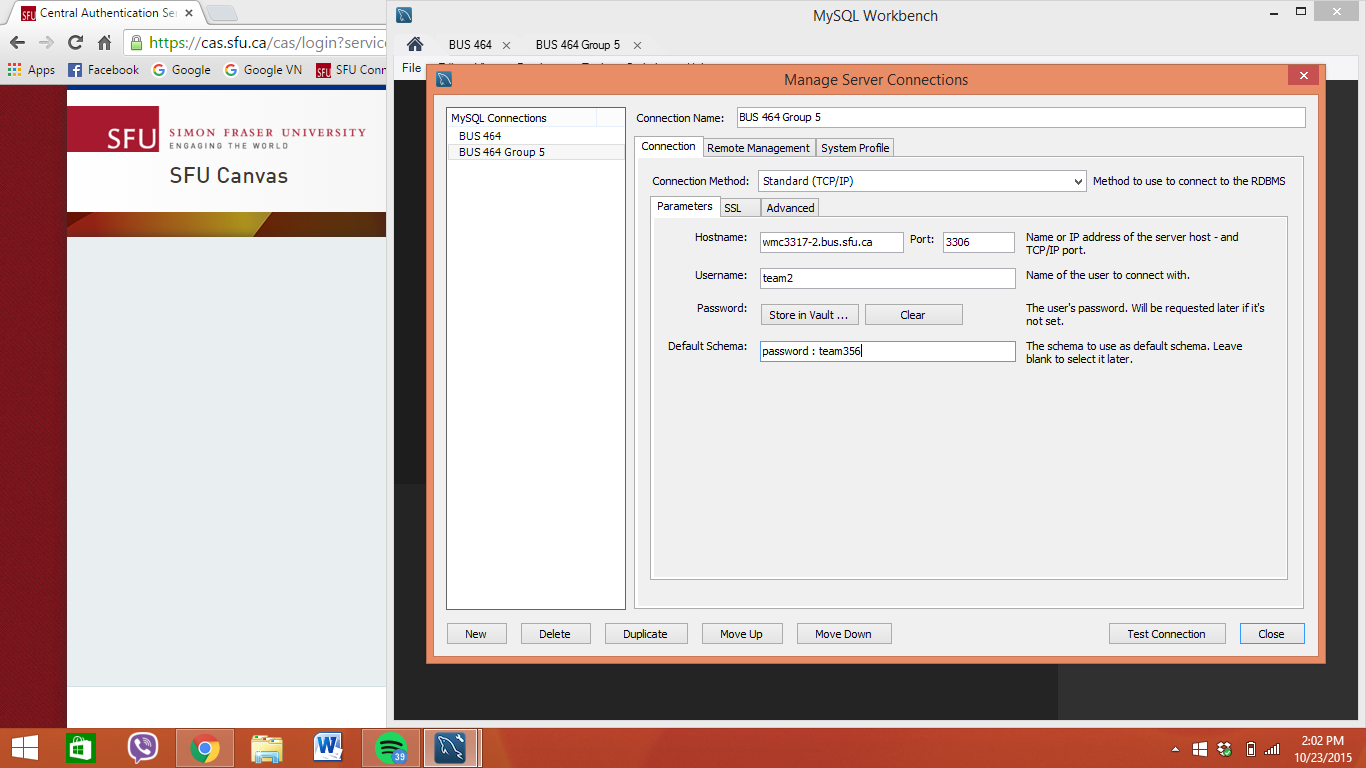 Central Authentication Se
https://cas.sfu.ca/cas/login?service
Apps Facebook Google Google VN SFU Conn
SFU
SFU SIMON FRASER UNIVERSITY
ENGAGING THE WORLD
SFU Canvas
MySQL Workbench
BUS 464 BUS 464 Group 5
File
Manage Server Connections
MySQL Connections
BUS 464
BUS 464 Group 5
Connection Name: BUS 464 Group 5
Connection Remote Management System Profile
Connection Method: Standard (TCP/IP) Method to use to connect to the RDBMS
Parameters SSL Advanced
Hostname: wmc3317-2.bus.sfu.ca Port: 3306 Name or IP address of the server host - and
TCP/IP port.
Username: team2 Name of the user to connect with.
Password: Store in Vault ... Clear The user's password. Will be requested later if it's
not set.
Default Schema: password : team356 The schema to use as default schema. Leave
blank to select it later.
New Delete Duplicate Move Up Move Down Test Connection Close
39
2:02 PM
10/23/2015